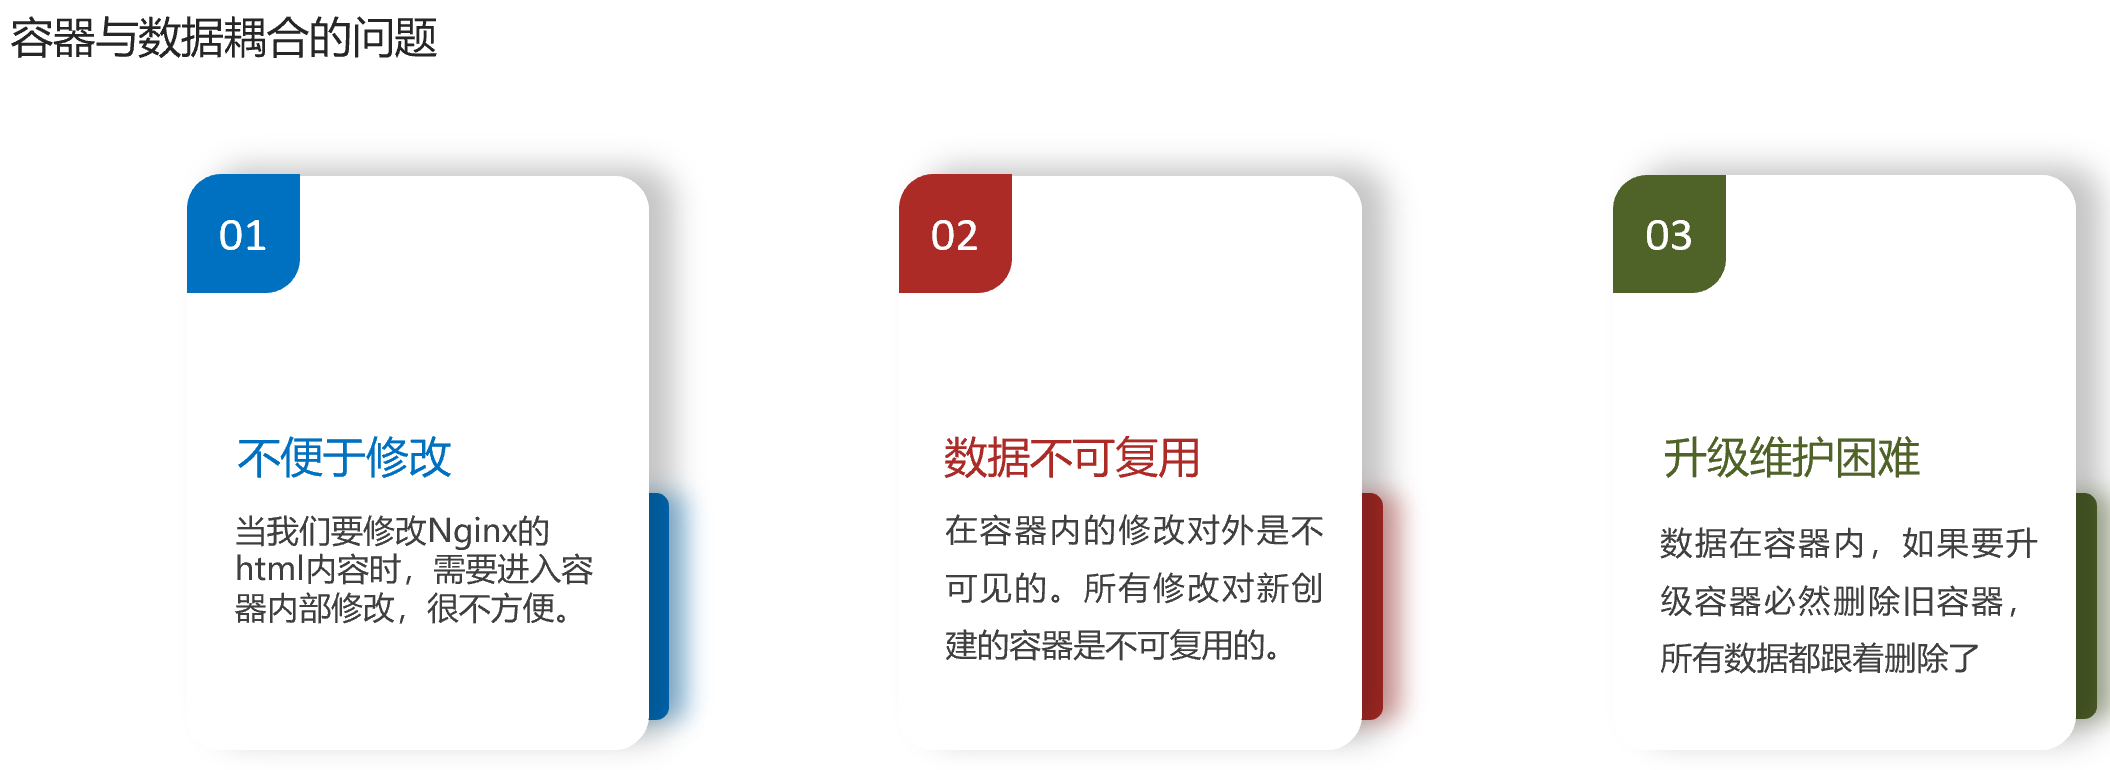 容器与数据耦合的问题
01
不便于修改
当我们要修改Nginx的
html内容时，需要进入容
器内部修改，很不方便。
02
数据不可复用
在容器内的修改对外是不
可见的。所有修改对新创
建的容器是不可复用的。
03
升级维护困难
数据在容器内，如果要升
级容器必然删除旧容器，
所有数据都跟着删除了